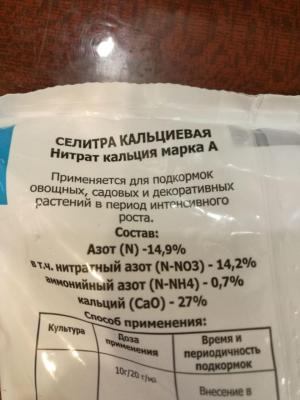 СЕЛИТРА КАЛЬЦИЕВАЯ
Нитрат кальция марка А
Применяется для подкормок
овощных, садовых и декоративных
растений в период интенсивного
роста.
Состав:
Азот (N) -14,9%
в т.ч. нитратный азот (N-NO3) - 14,2%
аммонийный азот (N-NH4) - 0,7%
кальций (CaO) - 27%
Способ применения:
Культура Доза применения Время и периодичность подкормок
10г/20 г/м2 Внесение в